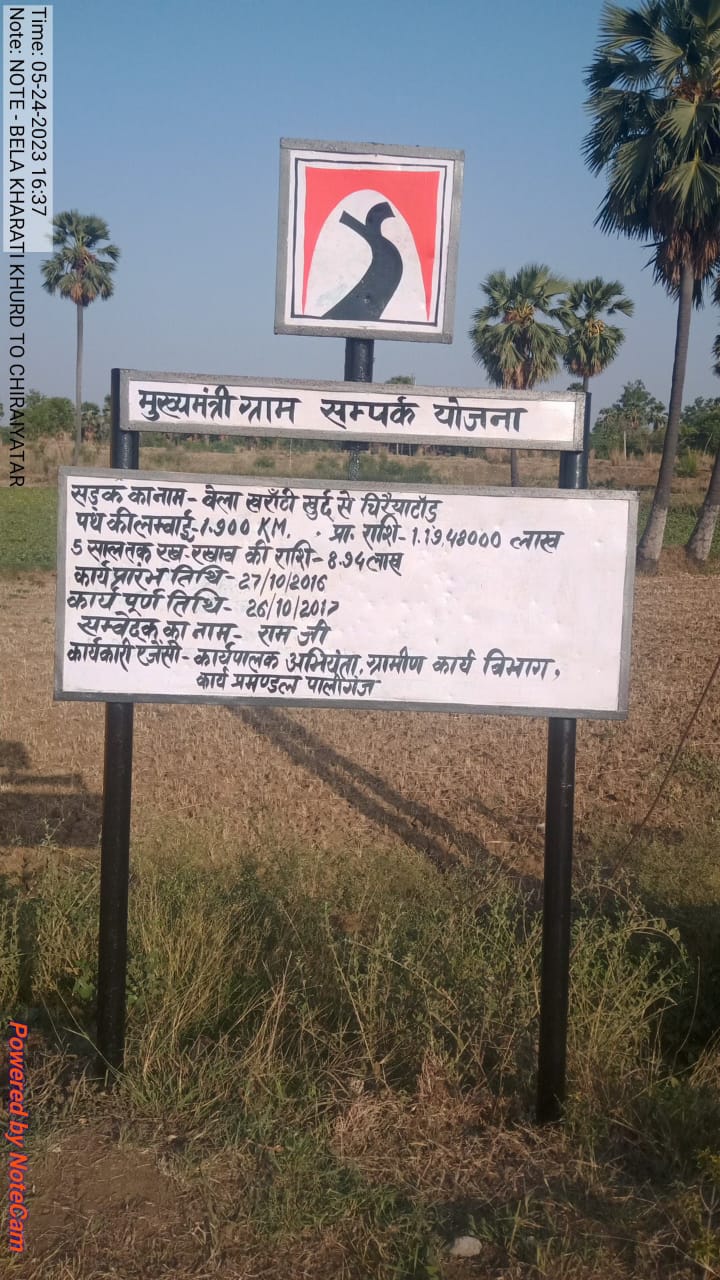 Time: 05-24-2023 16:37
Note: NOTE - BELA KHARATI KHURD TO CHIRAIYATAR
मुख्यमंत्री ग्राम सम्पर्क योजना
सड़क का नाम - बेला खराँटी खुर्द से चिरैयाटाँड़
पथ की लम्बाई:- 1.900 KM. प्रा. राशि - 1.19,48000 लाख
5 साल तक रख-रखाव की राशि - 8.94 लाख
कार्य प्रारंभ तिथि - 27/10/2016
कार्य पूर्ण तिथि - 26/10/2017
सम्वेदक का नाम - राम जी
कार्यकारी एजेंसी - कार्यपालक अभियंता, ग्रामीण कार्य विभाग,
कार्य प्रमण्डल पालीगंज
Powered by NoteCam